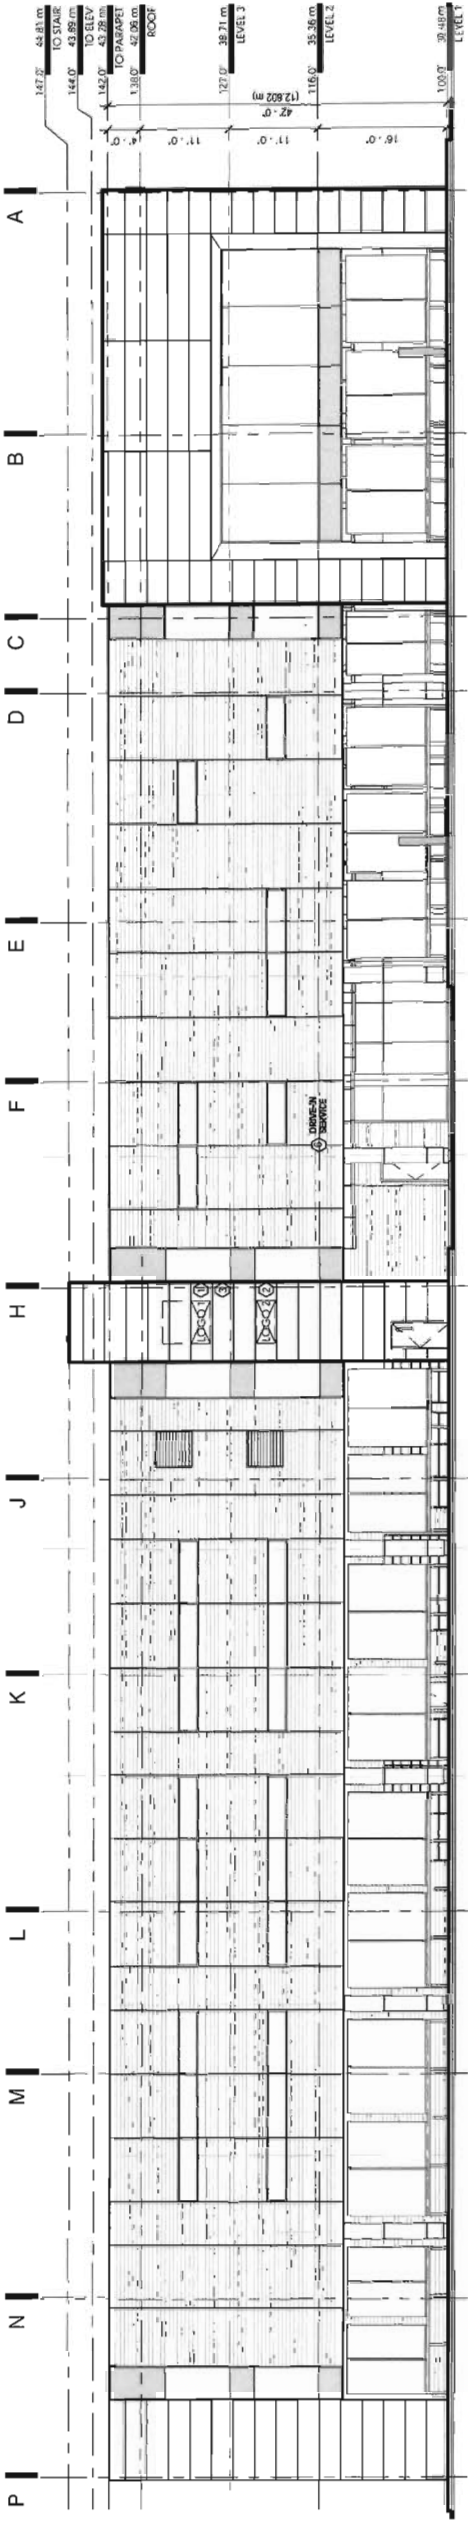 147.0' 44.81 m
TO STAIR
144.0' 43.89 m
TO ELEV
142.0' 43.28 m
TO PARAPET
138.0' 42.06 m
ROOF
127.0' 38.71 m
LEVEL 3
116.0' 35.36 m
LEVEL 2
100.0' 30.48 m
LEVEL 1
42' - 0"
(12.802 m)
4' - 0"
11' - 0"
11' - 0"
16' - 0"
A
B
C
D
E
F
H
J
K
L
M
N
P
6 DRIVE-IN
SERVICE
LOGO 1
3
LOGO 2 2